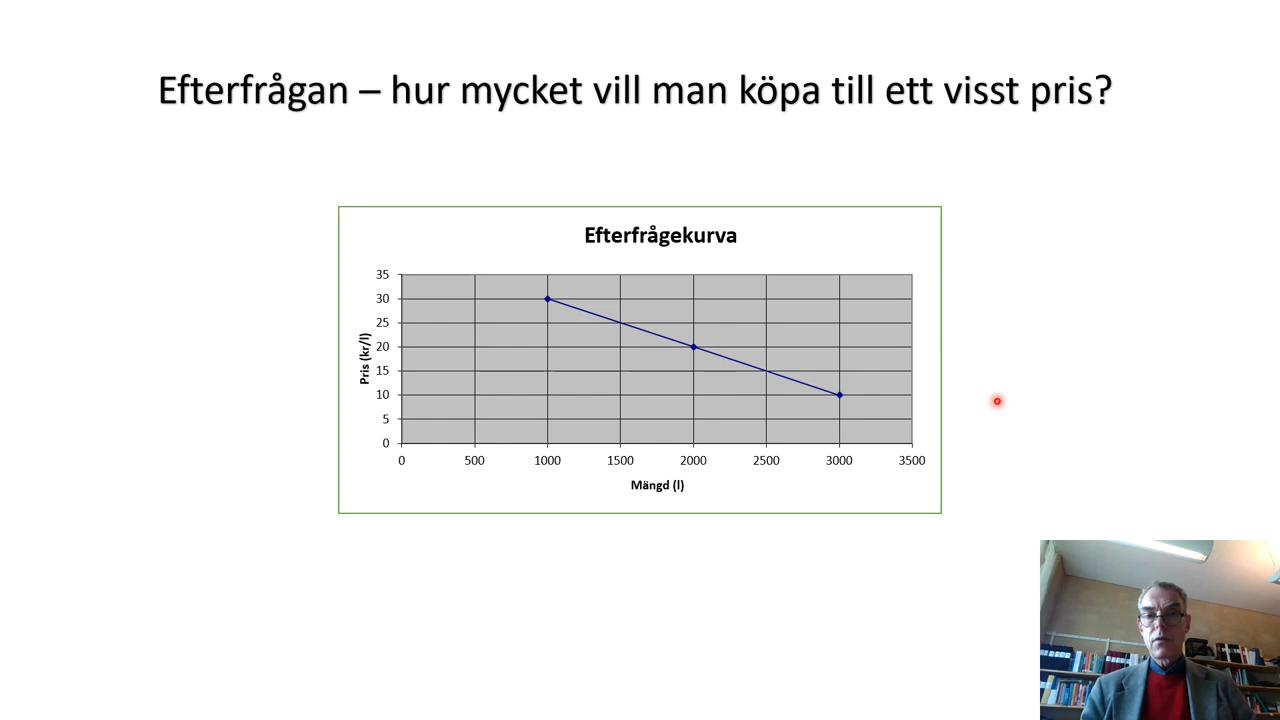 Efterfrågan – hur mycket vill man köpa till ett visst pris?
Efterfrågekurva
Pris (kr/l)
35
30
25
20
15
10
5
0
0 500 1000 1500 2000 2500 3000 3500
Mängd (l)